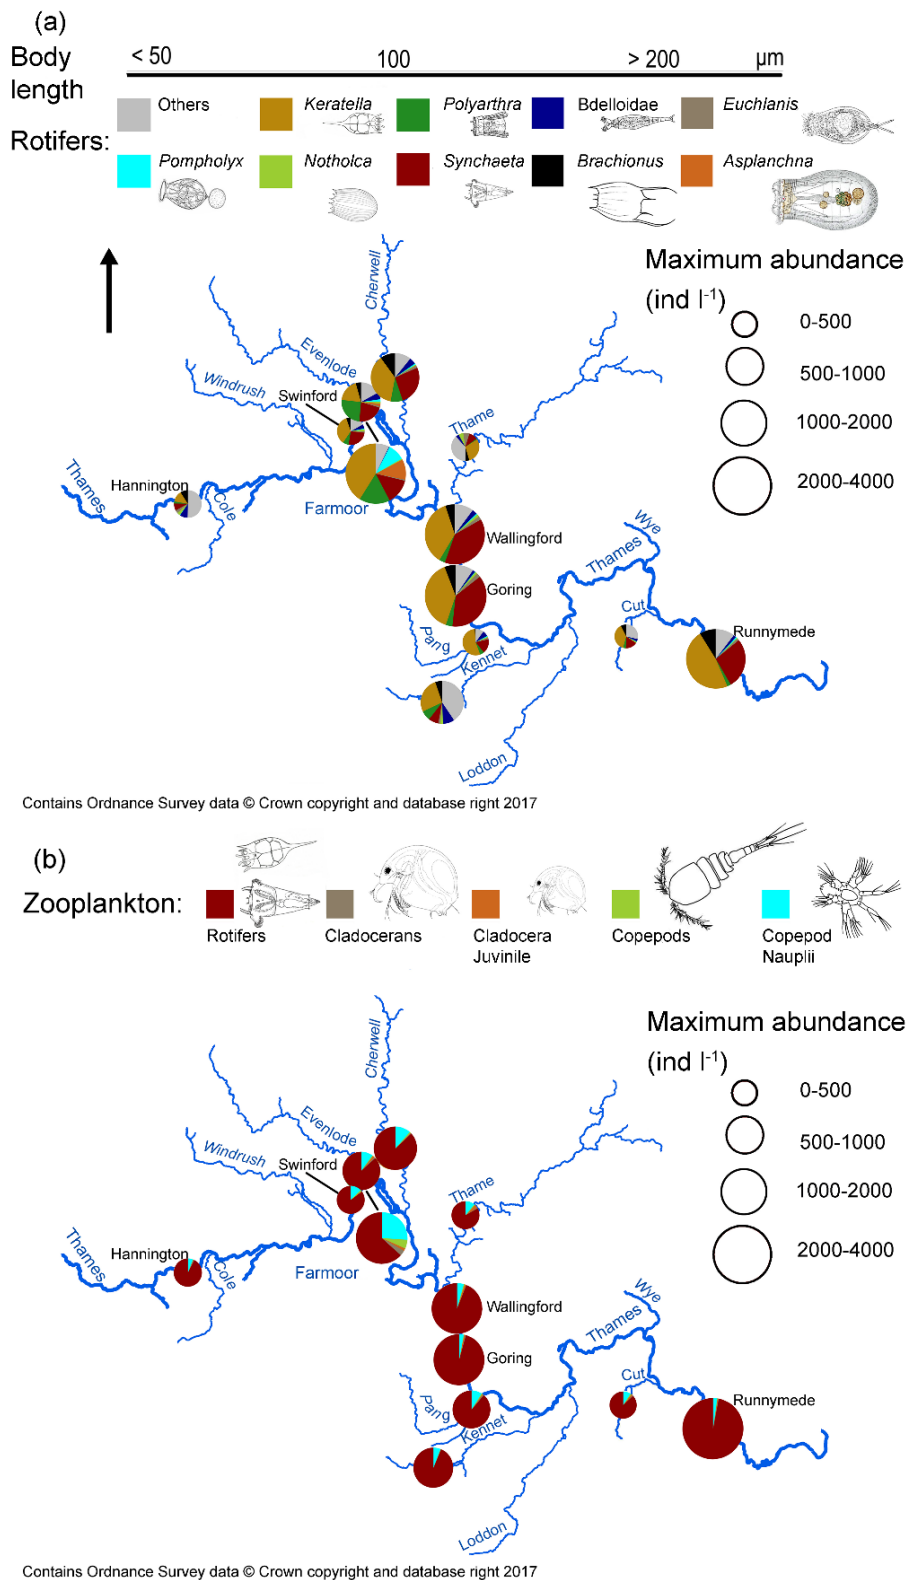 (a)
Body
length
< 50
100
> 200
µm
Rotifers:
Others
Keratella
Polyarthra
Bdelloidae
Euchlanis
Pompholyx
Notholca
Synchaeta
Brachionus
Asplanchna
Maximum abundance
(ind l⁻¹)
0-500
500-1000
1000-2000
2000-4000
Cherwell
Evenlode
Windrush
Swinford
Thame
Hannington
Thames
Cole
Farmoor
Wallingford
Wye
Thames
Goring
Cut
Runnymede
Pang
Kennet
Loddon
Contains Ordnance Survey data © Crown copyright and database right 2017
(b)
Zooplankton:
Rotifers
Cladocerans
Cladocera
Juvinile
Copepods
Copepod
Nauplii
Maximum abundance
(ind l⁻¹)
0-500
500-1000
1000-2000
2000-4000
Cherwell
Evenlode
Windrush
Swinford
Thame
Hannington
Thames
Cole
Farmoor
Wallingford
Wye
Thames
Goring
Cut
Runnymede
Pang
Kennet
Loddon
Contains Ordnance Survey data © Crown copyright and database right 2017